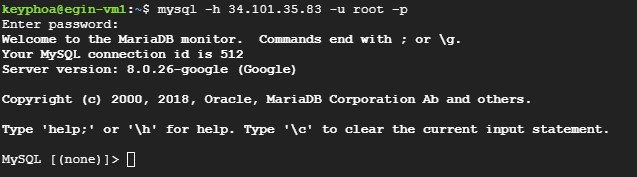 keyphoa@egin-vm1:~$ mysql -h 34.101.35.83 -u root -p
Enter password:
Welcome to the MariaDB monitor.  Commands end with ; or \g.
Your MySQL connection id is 512
Server version: 8.0.26-google (Google)
Copyright (c) 2000, 2018, Oracle, MariaDB Corporation Ab and others.
Type 'help;' or '\h' for help. Type '\c' to clear the current input statement.
MySQL [(none)]>